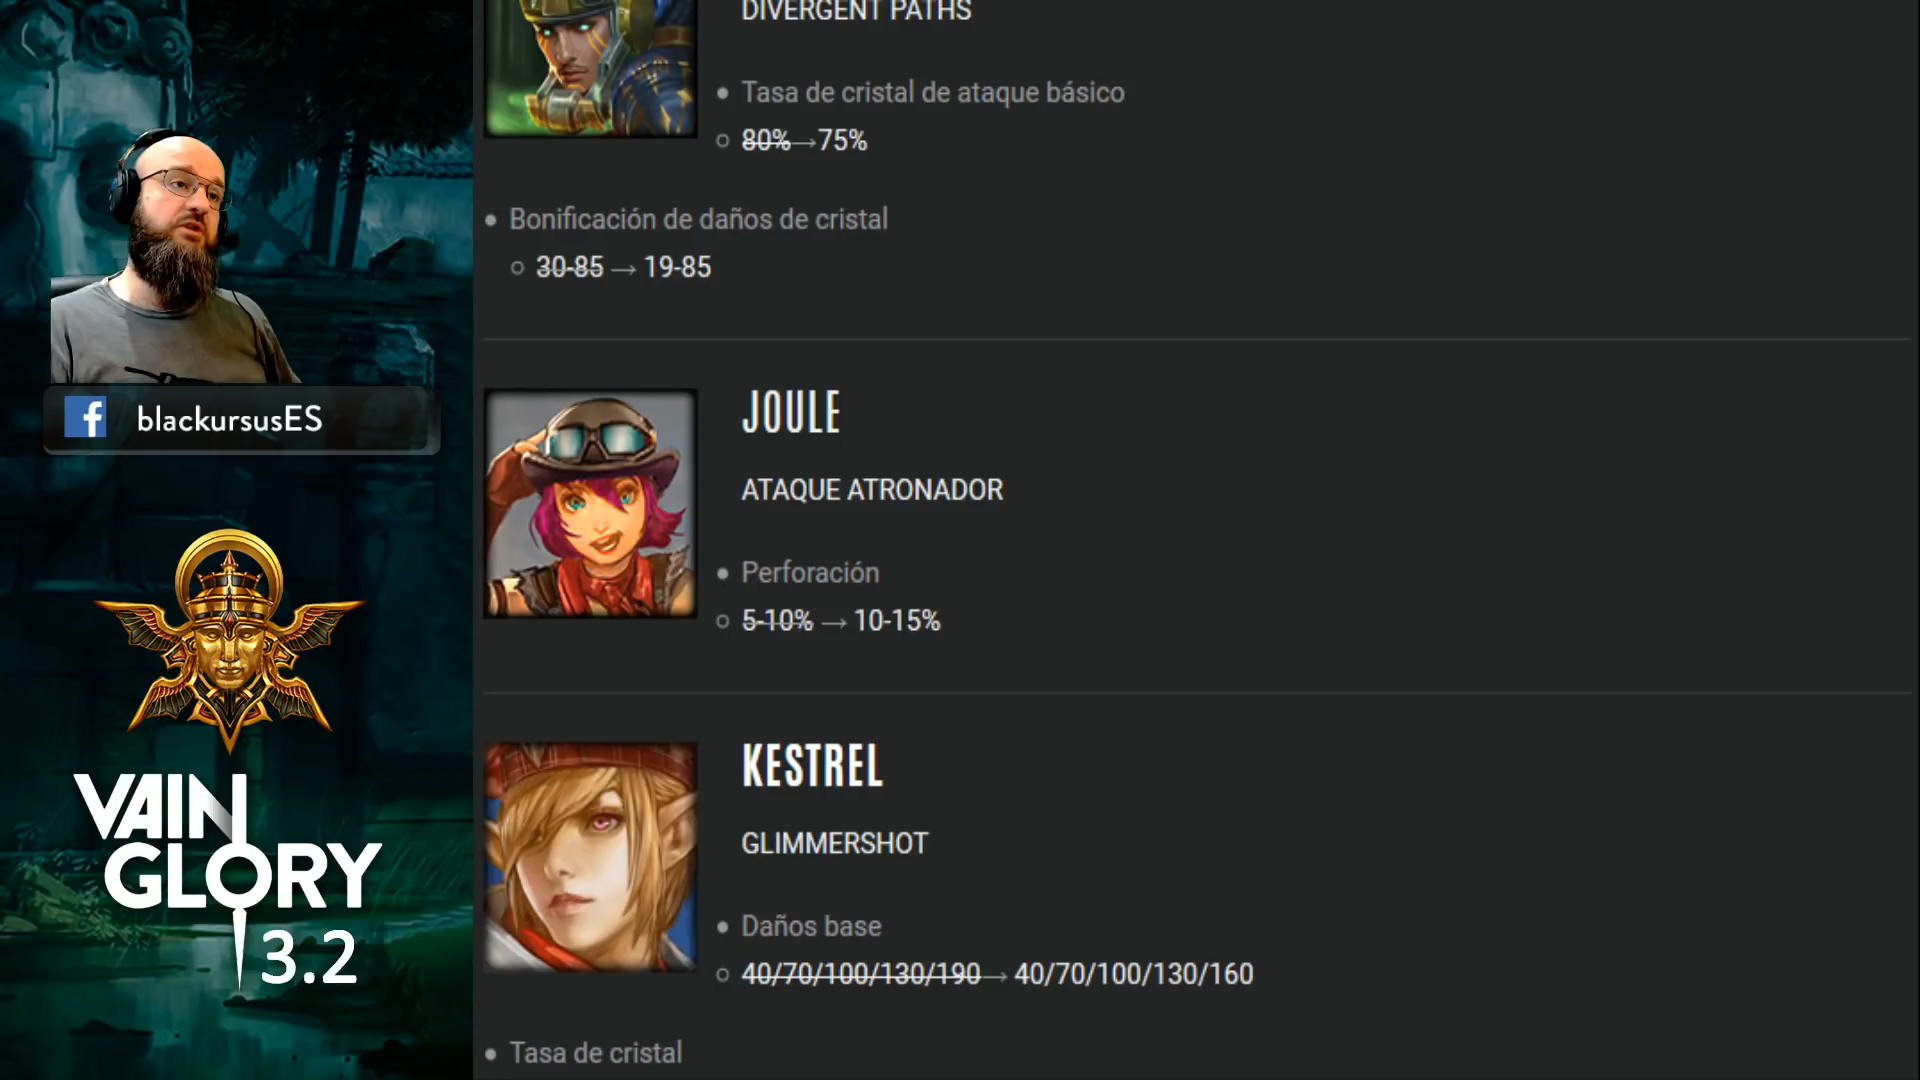 DIVERGENT PATHS
Tasa de cristal de ataque básico
80%→75%
Bonificación de daños de cristal
30-85 → 19-85
JOULE
ATAQUE ATRONADOR
Perforación
5-10% → 10-15%
KESTREL
GLIMMERSHOT
Daños base
40/70/100/130/190→ 40/70/100/130/160
Tasa de cristal
blackursusES
VAIN
GLORY
3.2